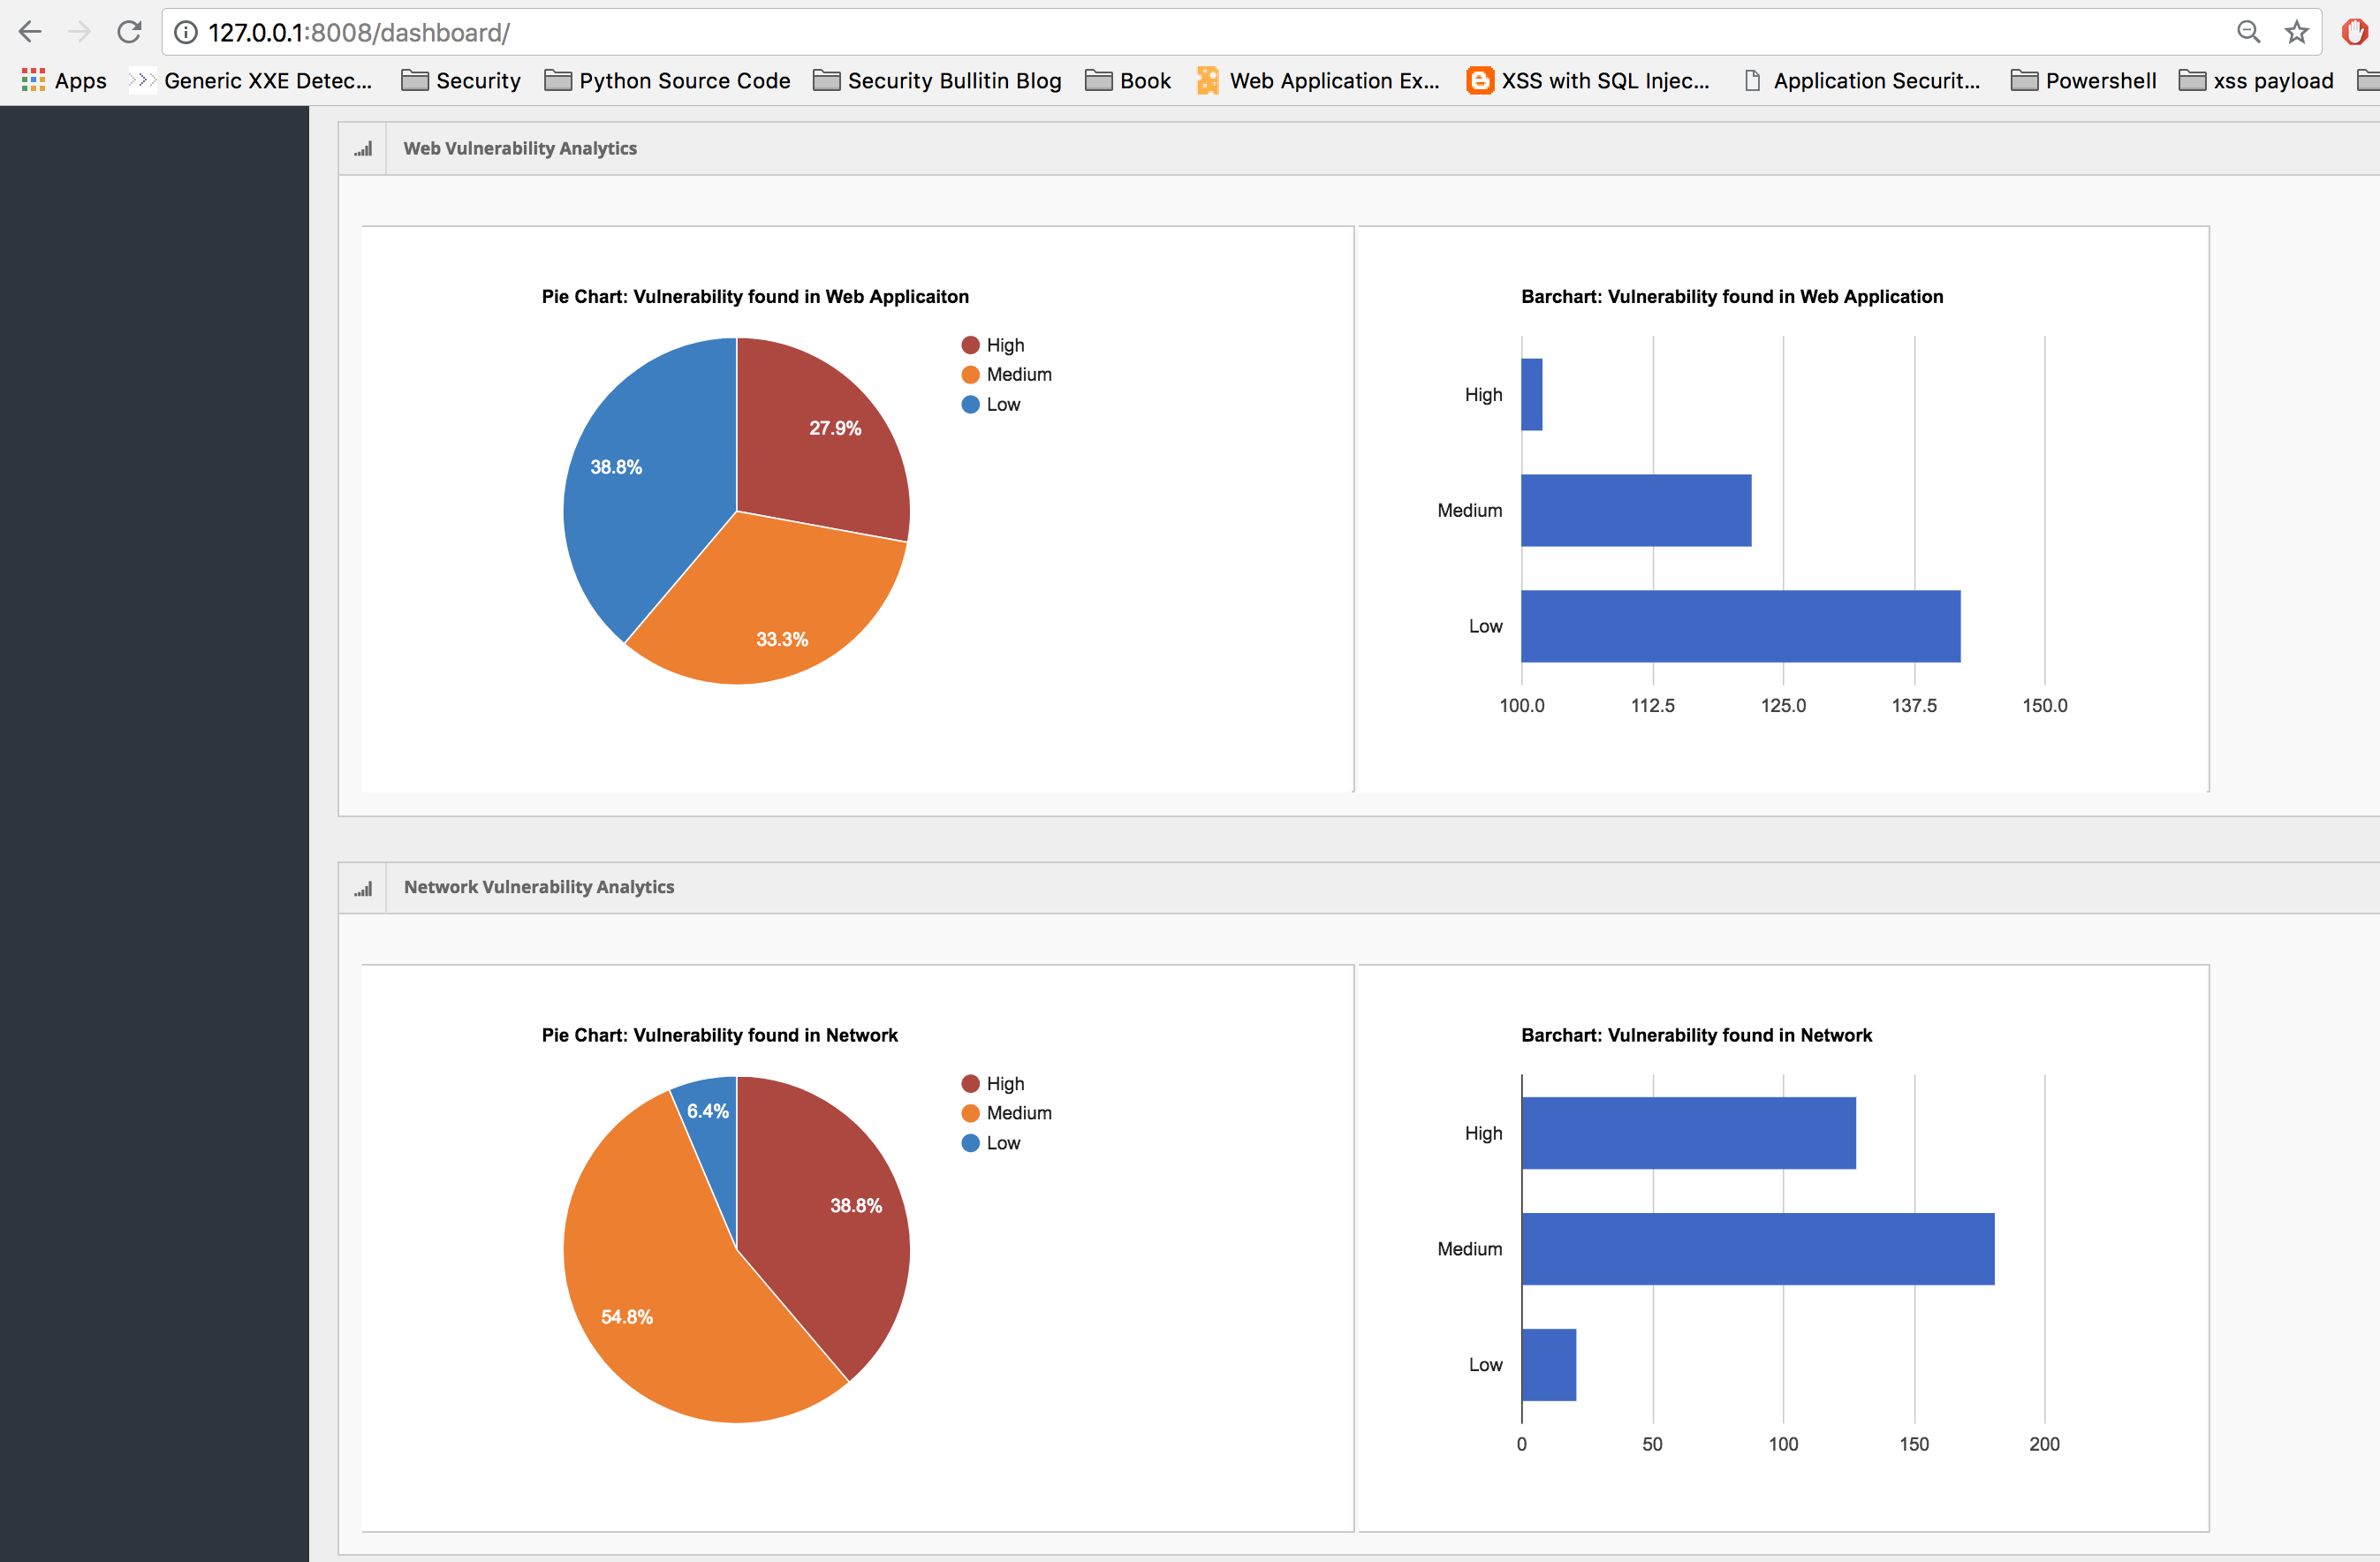 127.0.0.1:8008/dashboard/
Apps Generic XXE Detec... Security Python Source Code Security Bullitin Blog Book Web Application Ex... XSS with SQL Injec... Application Securit... Powershell xss payload
Web Vulnerability Analytics
Pie Chart: Vulnerability found in Web Applicaiton
High
Medium
Low
27.9%
38.8%
33.3%
Barchart: Vulnerability found in Web Application
High
Medium
Low
100.0 112.5 125.0 137.5 150.0
Network Vulnerability Analytics
Pie Chart: Vulnerability found in Network
High
Medium
Low
6.4%
38.8%
54.8%
Barchart: Vulnerability found in Network
High
Medium
Low
0 50 100 150 200